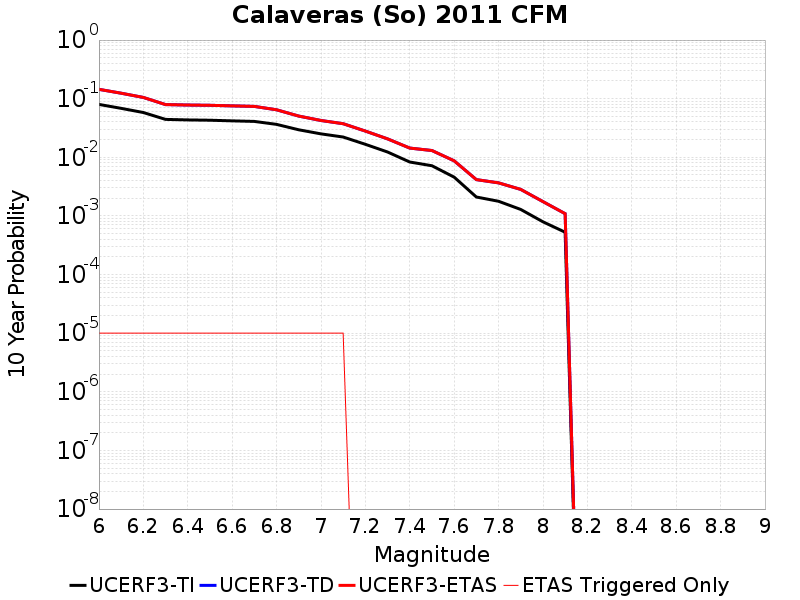 Calaveras (So) 2011 CFM
10 Year Probability
10^0
10^-1
10^-2
10^-3
10^-4
10^-5
10^-6
10^-7
10^-8
6 6.2 6.4 6.6 6.8 7 7.2 7.4 7.6 7.8 8 8.2 8.4 8.6 8.8 9
Magnitude
UCERF3-TI UCERF3-TD UCERF3-ETAS ETAS Triggered Only